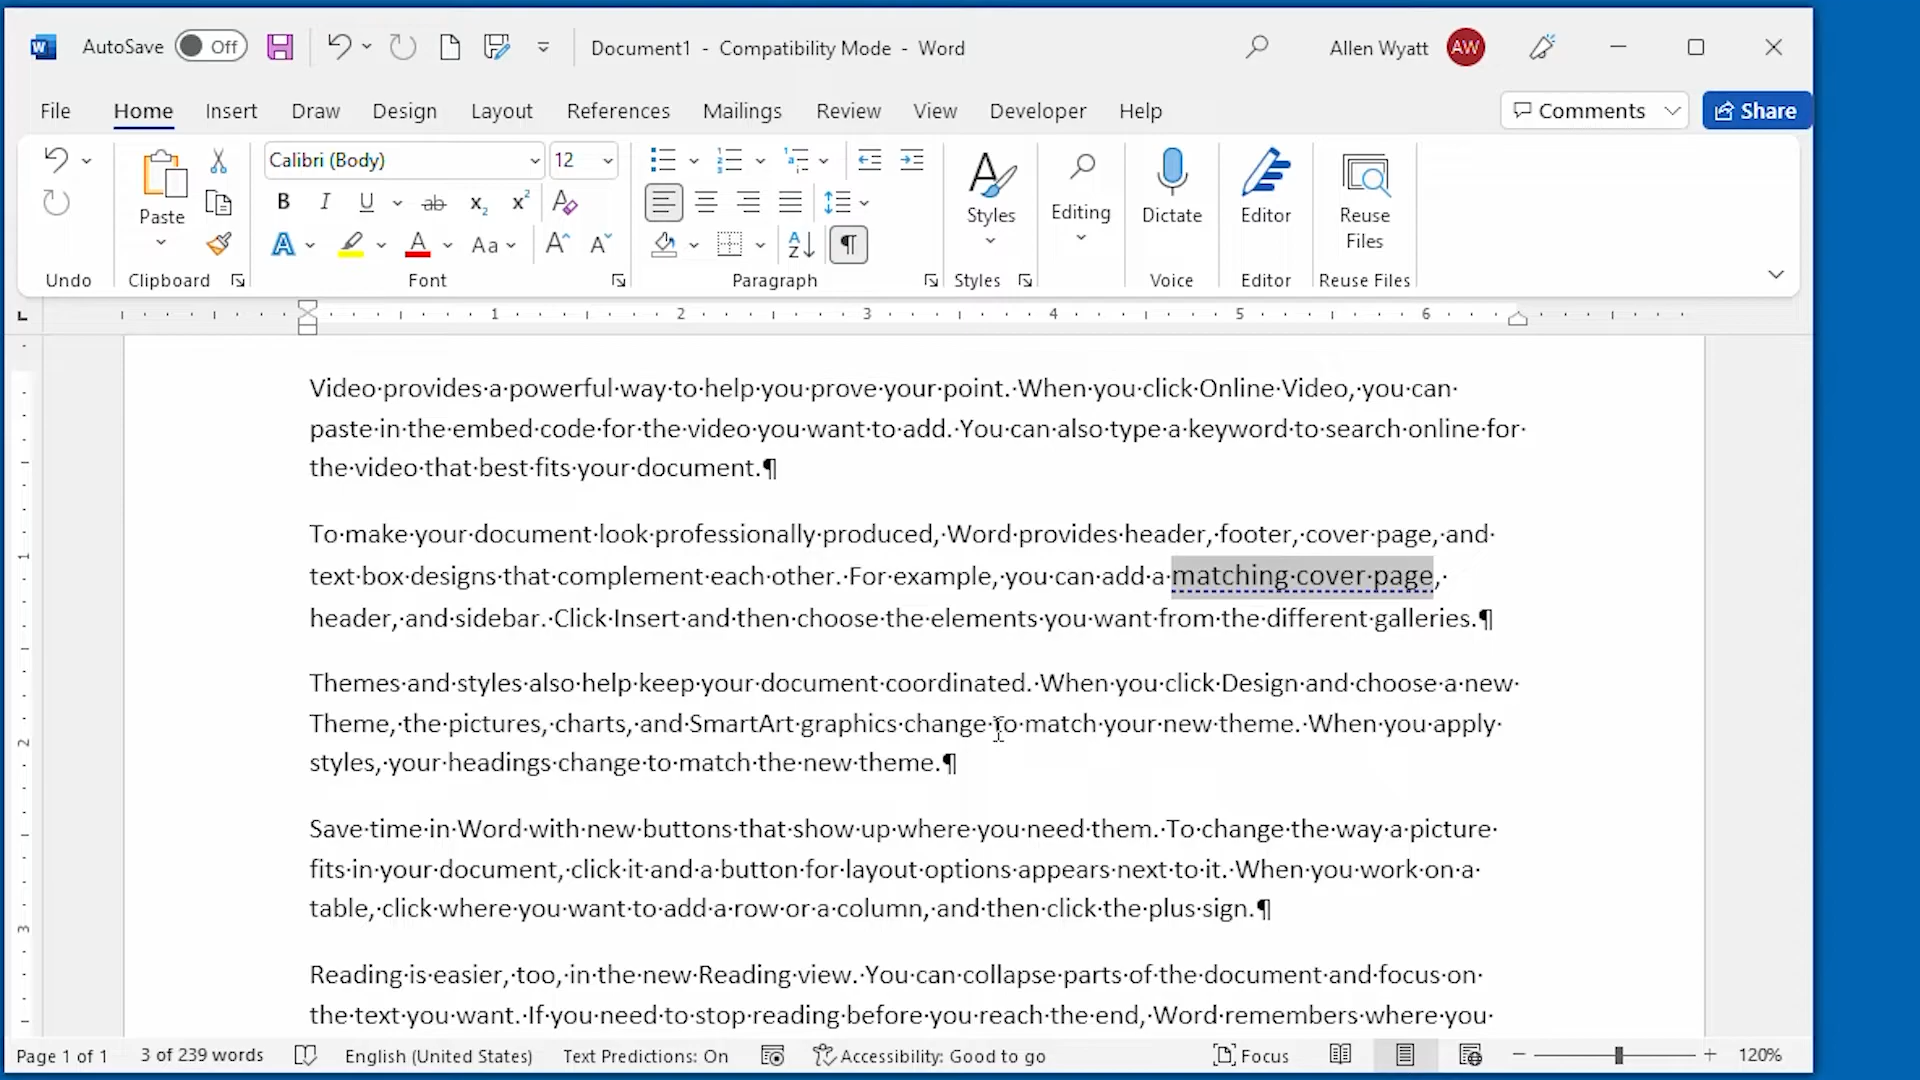 AutoSave Off Document1 - Compatibility Mode - Word Allen Wyatt AW
File Home Insert Draw Design Layout References Mailings Review View Developer Help Comments Share
Calibri (Body) 12
Paste Styles Editing Dictate Editor Reuse Files
Undo Clipboard Font Paragraph Styles Voice Editor Reuse Files
1 2 3 4 5 6
Video·provides·a·powerful·way·to·help·you·prove·your·point.·When·you·click·Online·Video,·you·can·
paste·in·the·embed·code·for·the·video·you·want·to·add.·You·can·also·type·a·keyword·to·search·online·for·
the·video·that·best·fits·your·document.¶
To·make·your·document·look·professionally·produced,·Word·provides·header,·footer,·cover·page,·and·
text·box·designs·that·complement·each·other.·For·example,·you·can·add·a·matching·cover·page,·
header,·and·sidebar.·Click·Insert·and·then·choose·the·elements·you·want·from·the·different·galleries.¶
Themes·and·styles·also·help·keep·your·document·coordinated.·When·you·click·Design·and·choose·a·new·
Theme,·the·pictures,·charts,·and·SmartArt·graphics·change·to·match·your·new·theme.·When·you·apply·
styles,·your·headings·change·to·match·the·new·theme.¶
Save·time·in·Word·with·new·buttons·that·show·up·where·you·need·them.·To·change·the·way·a·picture·
fits·in·your·document,·click·it·and·a·button·for·layout·options·appears·next·to·it.·When·you·work·on·a·
table,·click·where·you·want·to·add·a·row·or·a·column,·and·then·click·the·plus·sign.¶
Reading·is·easier,·too,·in·the·new·Reading·view.·You·can·collapse·parts·of·the·document·and·focus·on·
the·text·you·want.·If·you·need·to·stop·reading·before·you·reach·the·end,·Word·remembers·where·you·
Page 1 of 1 3 of 239 words English (United States) Text Predictions: On Accessibility: Good to go Focus 120%